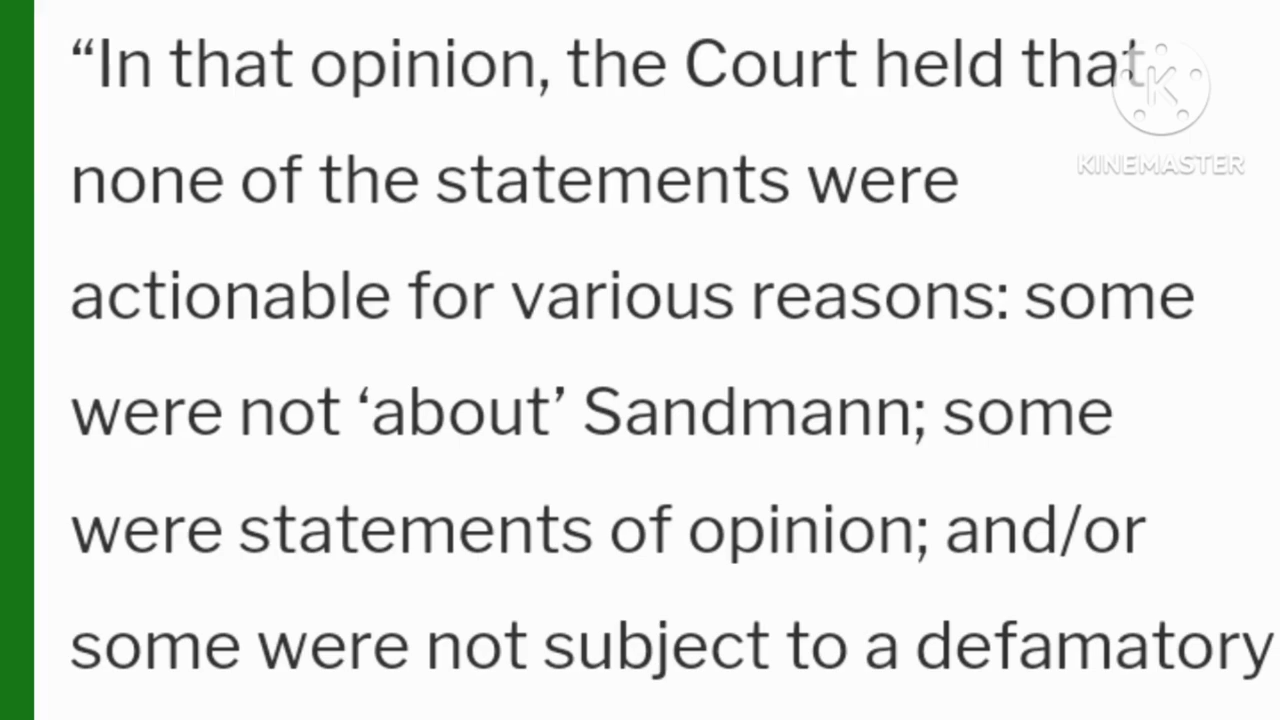 “In that opinion, the Court held that
none of the statements were
actionable for various reasons: some
were not ‘about’ Sandmann; some
were statements of opinion; and/or
some were not subject to a defamatory
K
KINEMASTER